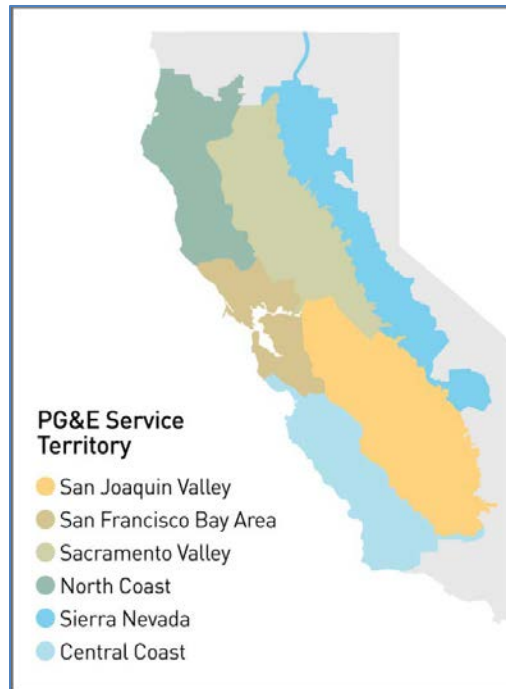 PG&E Service
Territory
San Joaquin Valley
San Francisco Bay Area
Sacramento Valley
North Coast
Sierra Nevada
Central Coast